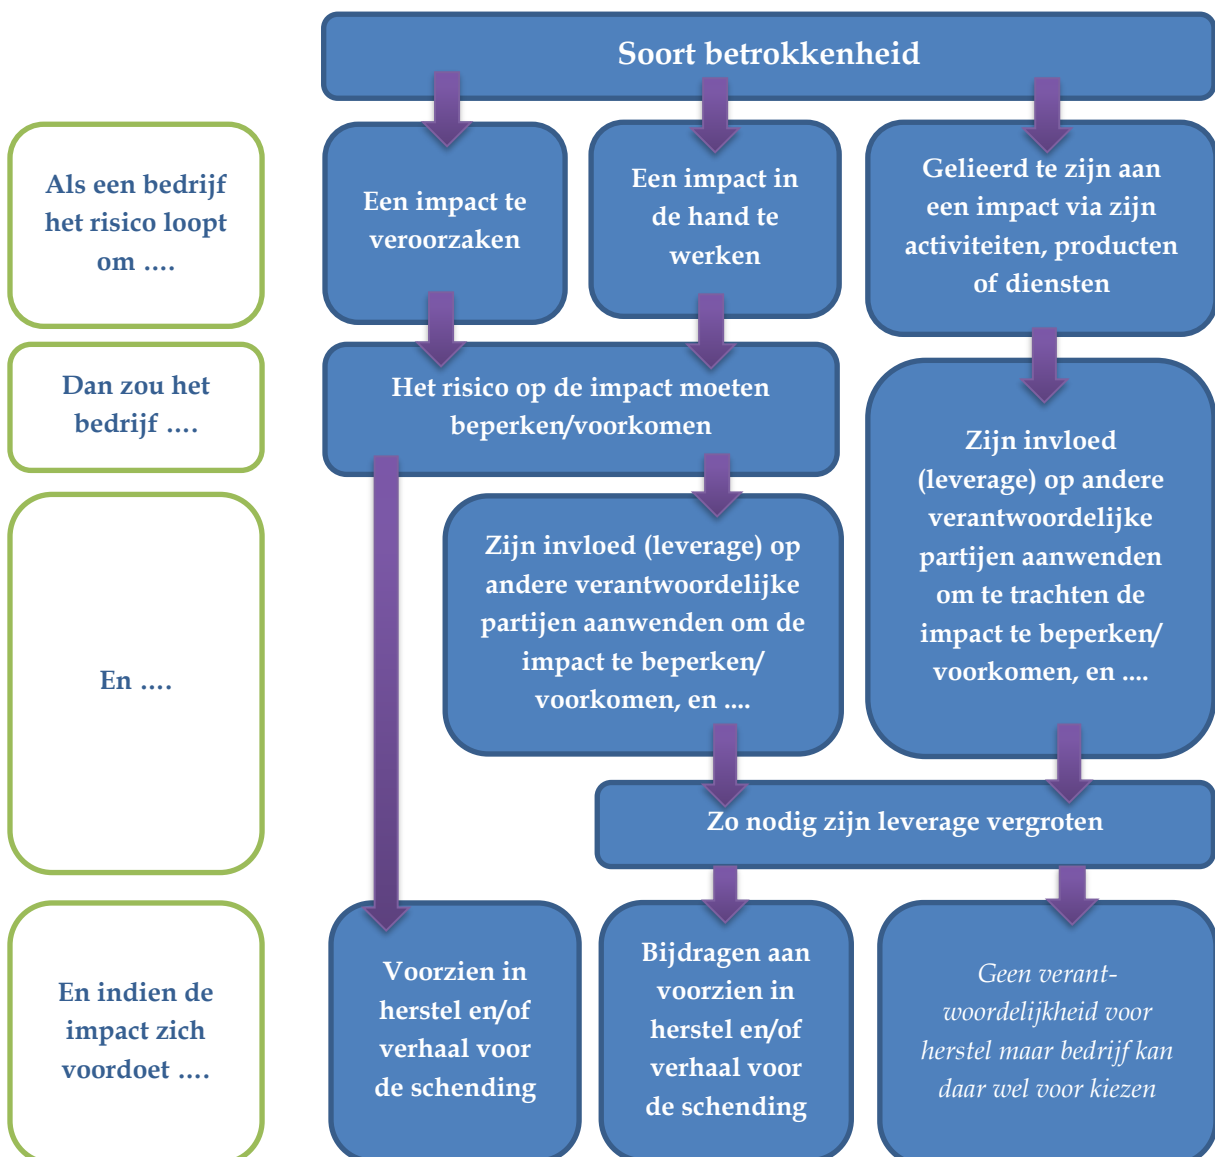 Soort betrokkenheid
Als een bedrijf
het risico loopt
om ….
Een impact te
veroorzaken
Een impact in
de hand te
werken
Gelieerd te zijn aan
een impact via zijn
activiteiten, producten
of diensten
Dan zou het
bedrijf ….
Het risico op de impact moeten
beperken/voorkomen
Zijn invloed
(leverage) op andere
verantwoordelijke
partijen aanwenden
om te trachten de
impact te beperken/
voorkomen, en ....
En ….
Zijn invloed (leverage) op
andere verantwoordelijke
partijen aanwenden om de
impact te beperken/
voorkomen, en ....
Zo nodig zijn leverage vergroten
En indien de
impact zich
voordoet ….
Voorzien in
herstel en/of
verhaal voor
de schending
Bijdragen aan
voorzien in
herstel en/of
verhaal voor
de schending
Geen verant-
woordelijkheid voor
herstel maar bedrijf kan
daar wel voor kiezen